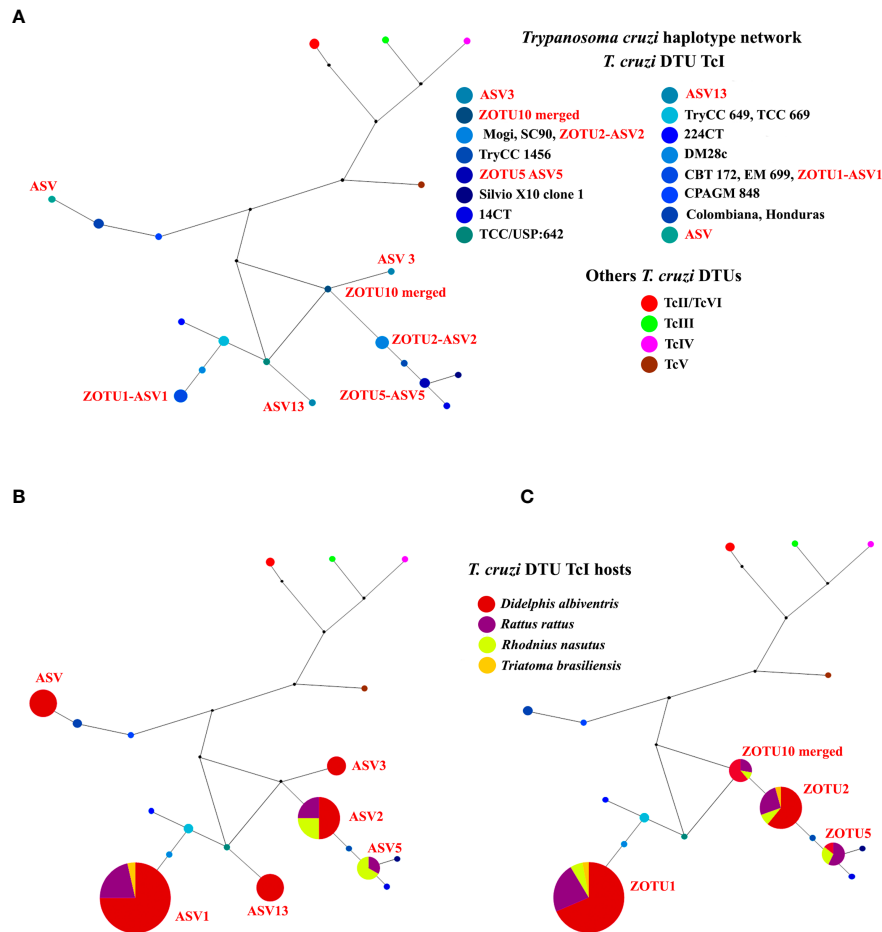 A
Trypanosoma cruzi haplotype network
T. cruzi DTU TcI
ASV3
ZOTU10 merged
Mogi, SC90, ZOTU2-ASV2
TryCC 1456
ZOTU5 ASV5
Silvio X10 clone 1
14CT
TCC/USP:642
ASV13
TryCC 649, TCC 669
224CT
DM28c
CBT 172, EM 699, ZOTU1-ASV1
CPAGM 848
Colombiana, Honduras
ASV
Others T. cruzi DTUs
TcII/TcVI
TcIII
TcIV
TcV
ASV
ASV 3
ZOTU10 merged
ZOTU2-ASV2
ZOTU1-ASV1
ASV13
ZOTU5-ASV5
B
C
T. cruzi DTU TcI hosts
Didelphis albiventris
Rattus rattus
Rhodnius nasutus
Triatoma brasiliensis
ASV
ASV3
ASV2
ASV5
ASV1
ASV13
ZOTU10 merged
ZOTU2
ZOTU5
ZOTU1